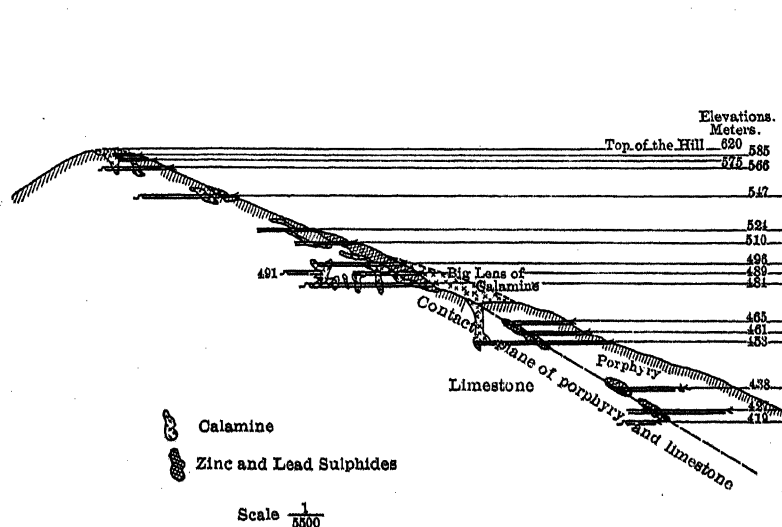 Elevations.
Meters.
Top of the Hill 620
585
575
566
547
524
510
496
491 489
Big Lens of
Calamine
481
465
461
453
Contact plane of porphyry and limestone
Porphyry
438
Limestone
419
Calamine
Zinc and Lead Sulphides
Scale 1/5500